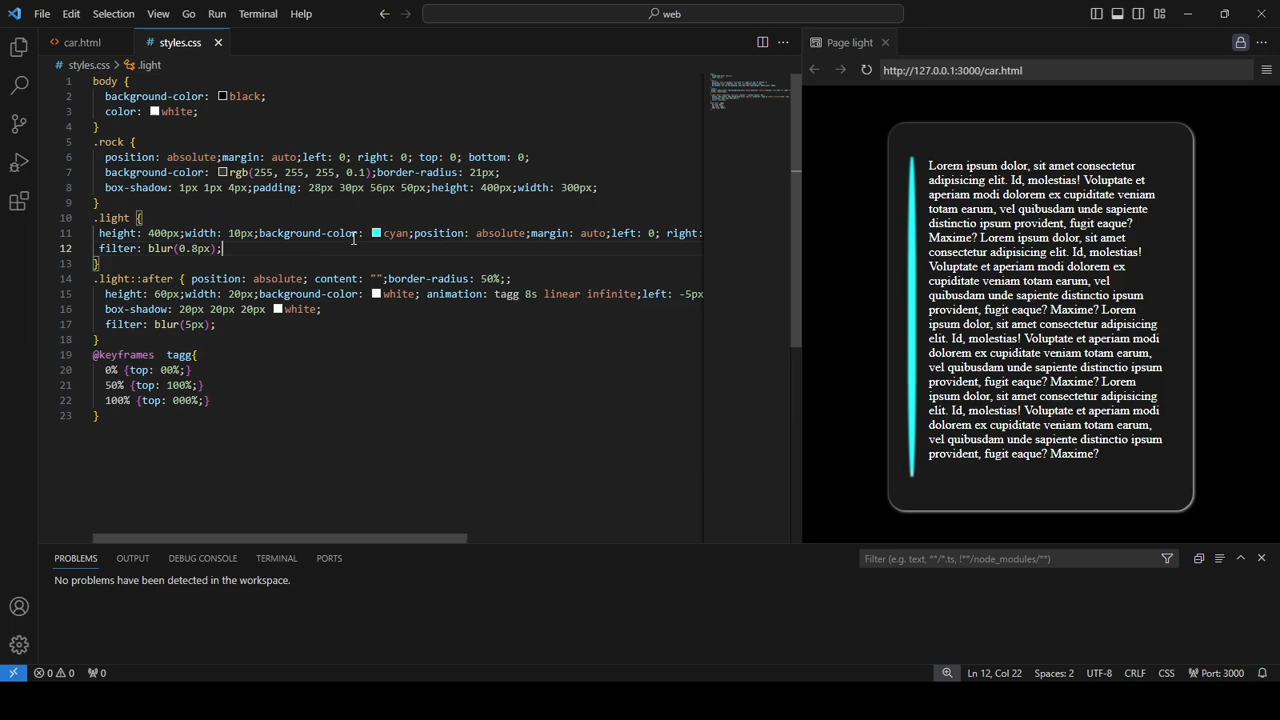 File Edit Selection View Go Run Terminal Help
web
car.html
# styles.css
Page light
# styles.css > .light
http://127.0.0.1:3000/car.html
1 body {
2 background-color: black;
3 color: white;
4 }
5 .rock {
6 position: absolute;margin: auto;left: 0; right: 0; top: 0; bottom: 0;
7 background-color: rgb(255, 255, 255, 0.1);border-radius: 21px;
8 box-shadow: 1px 1px 4px;padding: 28px 30px 56px 50px;height: 400px;width: 300px;
9 }
10 .light {
11 height: 400px;width: 10px;background-color: cyan;position: absolute;margin: auto;left: 0; right:
12 filter: blur(0.8px);
13 }
14 .light::after { position: absolute; content: "";border-radius: 50%;;
15 height: 60px;width: 20px;background-color: white; animation: tagg 8s linear infinite;left: -5px
16 box-shadow: 20px 20px 20px white;
17 filter: blur(5px);
18 }
19 @keyframes tagg{
20 0% {top: 00%;}
21 50% {top: 100%;}
22 100% {top: 000%;}
23 }
Lorem ipsum dolor, sit amet consectetur
adipisicing elit. Id, molestias! Voluptate et
aperiam modi dolorem ex cupiditate veniam
totam earum, vel quibusdam unde sapiente
distinctio ipsum provident, fugit eaque?
Maxime? Lorem ipsum dolor, sit amet
consectetur adipisicing elit. Id, molestias!
Voluptate et aperiam modi dolorem ex
cupiditate veniam totam earum, vel
quibusdam unde sapiente distinctio ipsum
provident, fugit eaque? Maxime? Lorem
ipsum dolor, sit amet consectetur adipisicing
elit. Id, molestias! Voluptate et aperiam modi
dolorem ex cupiditate veniam totam earum,
vel quibusdam unde sapiente distinctio ipsum
provident, fugit eaque? Maxime? Lorem
ipsum dolor, sit amet consectetur adipisicing
elit. Id, molestias! Voluptate et aperiam modi
dolorem ex cupiditate veniam totam earum,
vel quibusdam unde sapiente distinctio ipsum
provident, fugit eaque? Maxime?
PROBLEMS OUTPUT DEBUG CONSOLE TERMINAL PORTS
Filter (e.g. text, **/*.ts, !**/node_modules/**)
No problems have been detected in the workspace.
0 0 0
Ln 12, Col 22 Spaces: 2 UTF-8 CRLF CSS Port: 3000